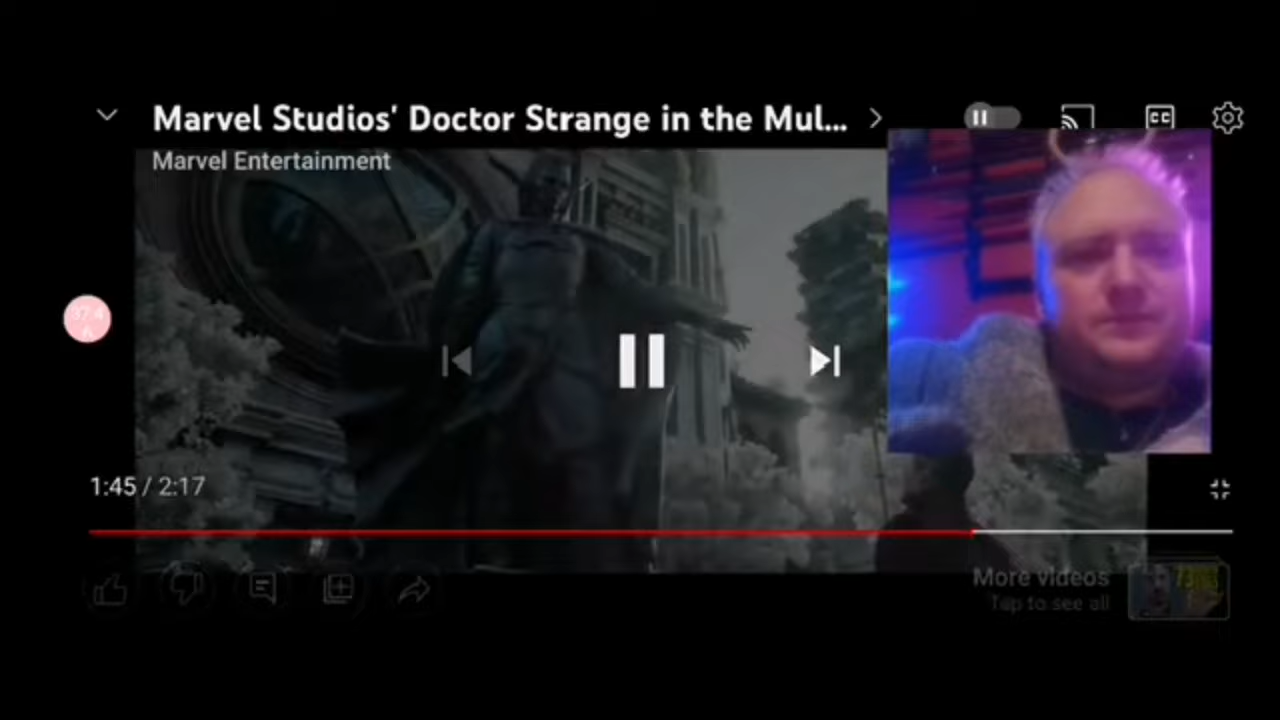 Marvel Studios' Doctor Strange in the Mul...
CC
Marvel Entertainment
1:45 / 2:17
More videos
Tap to see all